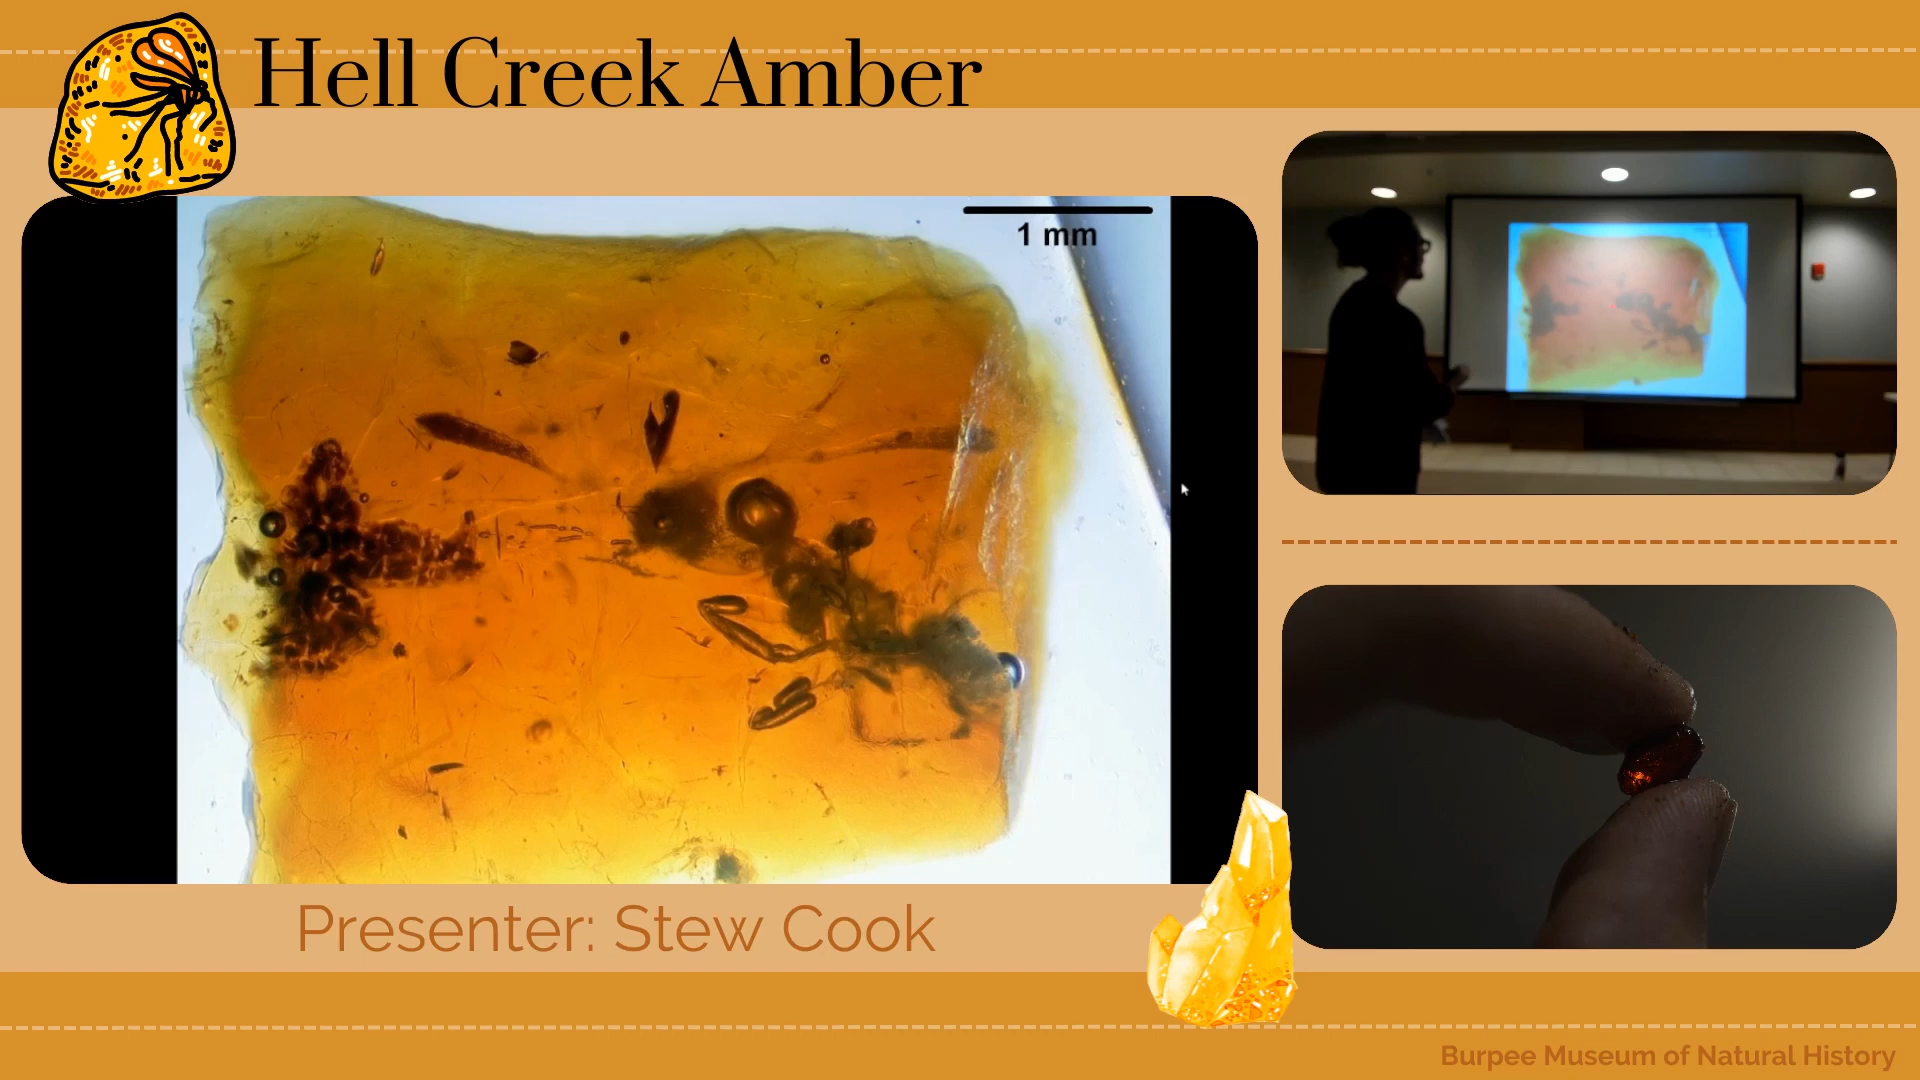 Hell Creek Amber
1 mm
Presenter: Stew Cook
Burpee Museum of Natural History